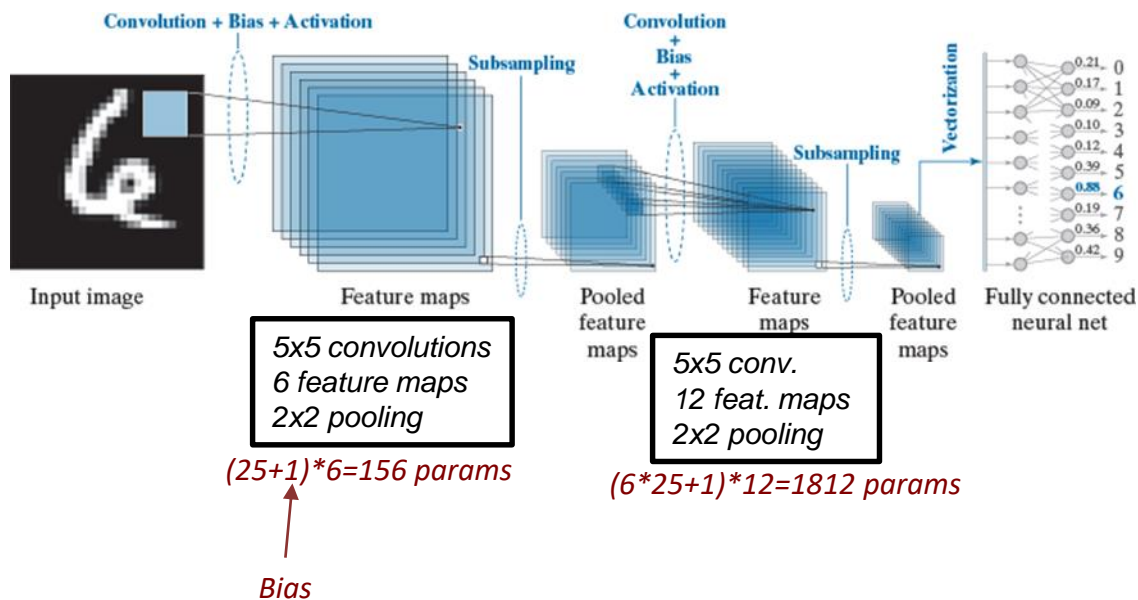 Convolution + Bias + Activation
Subsampling
Convolution
+
Bias
+
Activation
Subsampling
Vectorization
0.21 0
0.17 1
0.09 2
0.10 3
0.12 4
0.39 5
0.88 6
0.19 7
0.36 8
0.42 9
Input image
Feature maps
Pooled
feature
maps
Feature
maps
Pooled
feature
maps
Fully connected
neural net
5x5 convolutions
6 feature maps
2x2 pooling
(25+1)*6=156 params
Bias
5x5 conv.
12 feat. maps
2x2 pooling
(6*25+1)*12=1812 params